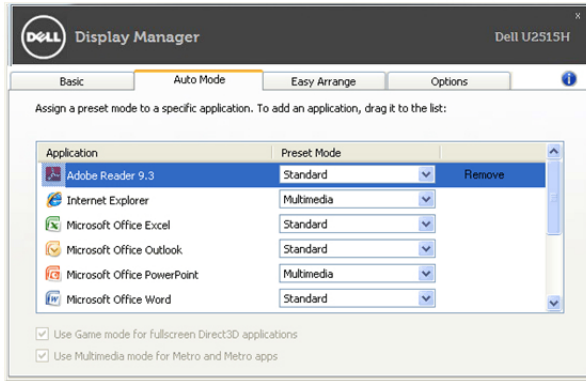 x
DELL Display Manager Dell U2515H
Basic Auto Mode Easy Arrange Options i
Assign a preset mode to a specific application. To add an application, drag it to the list:
Application Preset Mode
Adobe Reader 9.3 Standard Remove
Internet Explorer Multimedia
Microsoft Office Excel Standard
Microsoft Office Outlook Standard
Microsoft Office PowerPoint Multimedia
Microsoft Office Word Standard
Use Game mode for fullscreen Direct3D applications
Use Multimedia mode for Metro and Metro apps